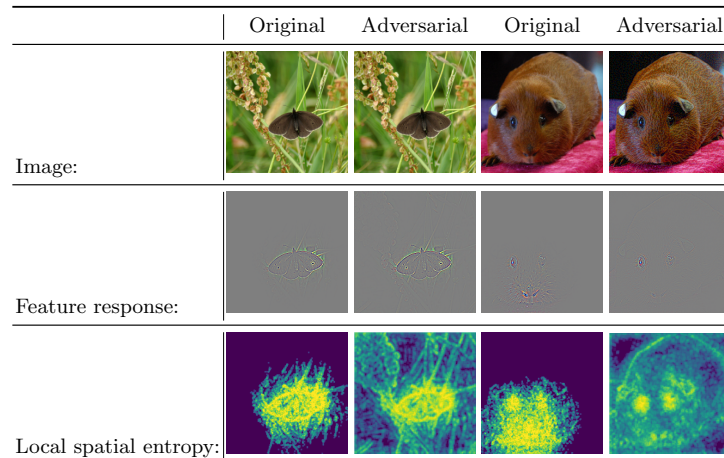 Original Adversarial Original Adversarial
Image:
Feature response:
Local spatial entropy: